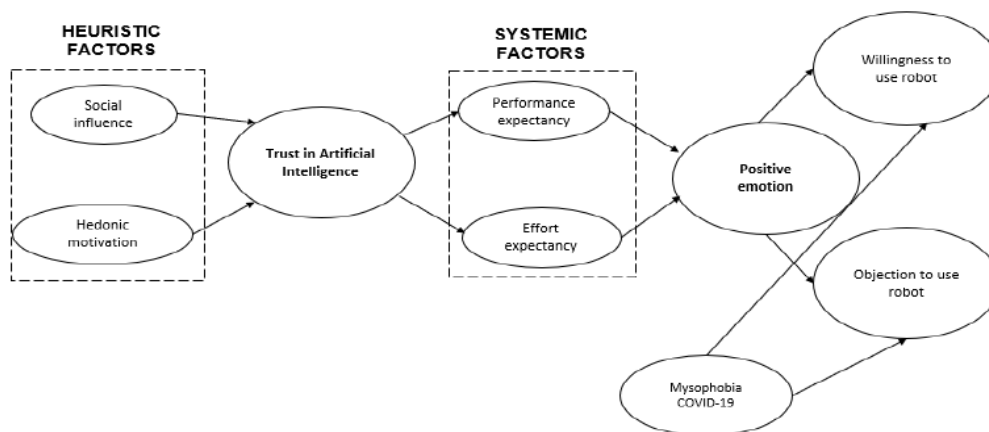 HEURISTIC
FACTORS
Social
influence
Hedonic
motivation
Trust in Artificial
Intelligence
SYSTEMIC
FACTORS
Performance
expectancy
Effort
expectancy
Positive
emotion
Willingness to
use robot
Objection to use
robot
Mysophobia
COVID-19